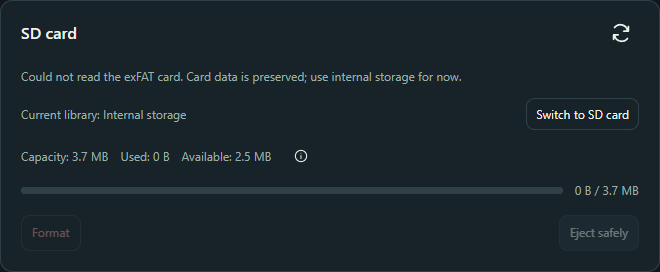 SD card
Could not read the exFAT card. Card data is preserved; use internal storage for now.
Current library: Internal storage
Switch to SD card
Capacity: 3.7 MB Used: 0 B Available: 2.5 MB
0 B / 3.7 MB
Format
Eject safely